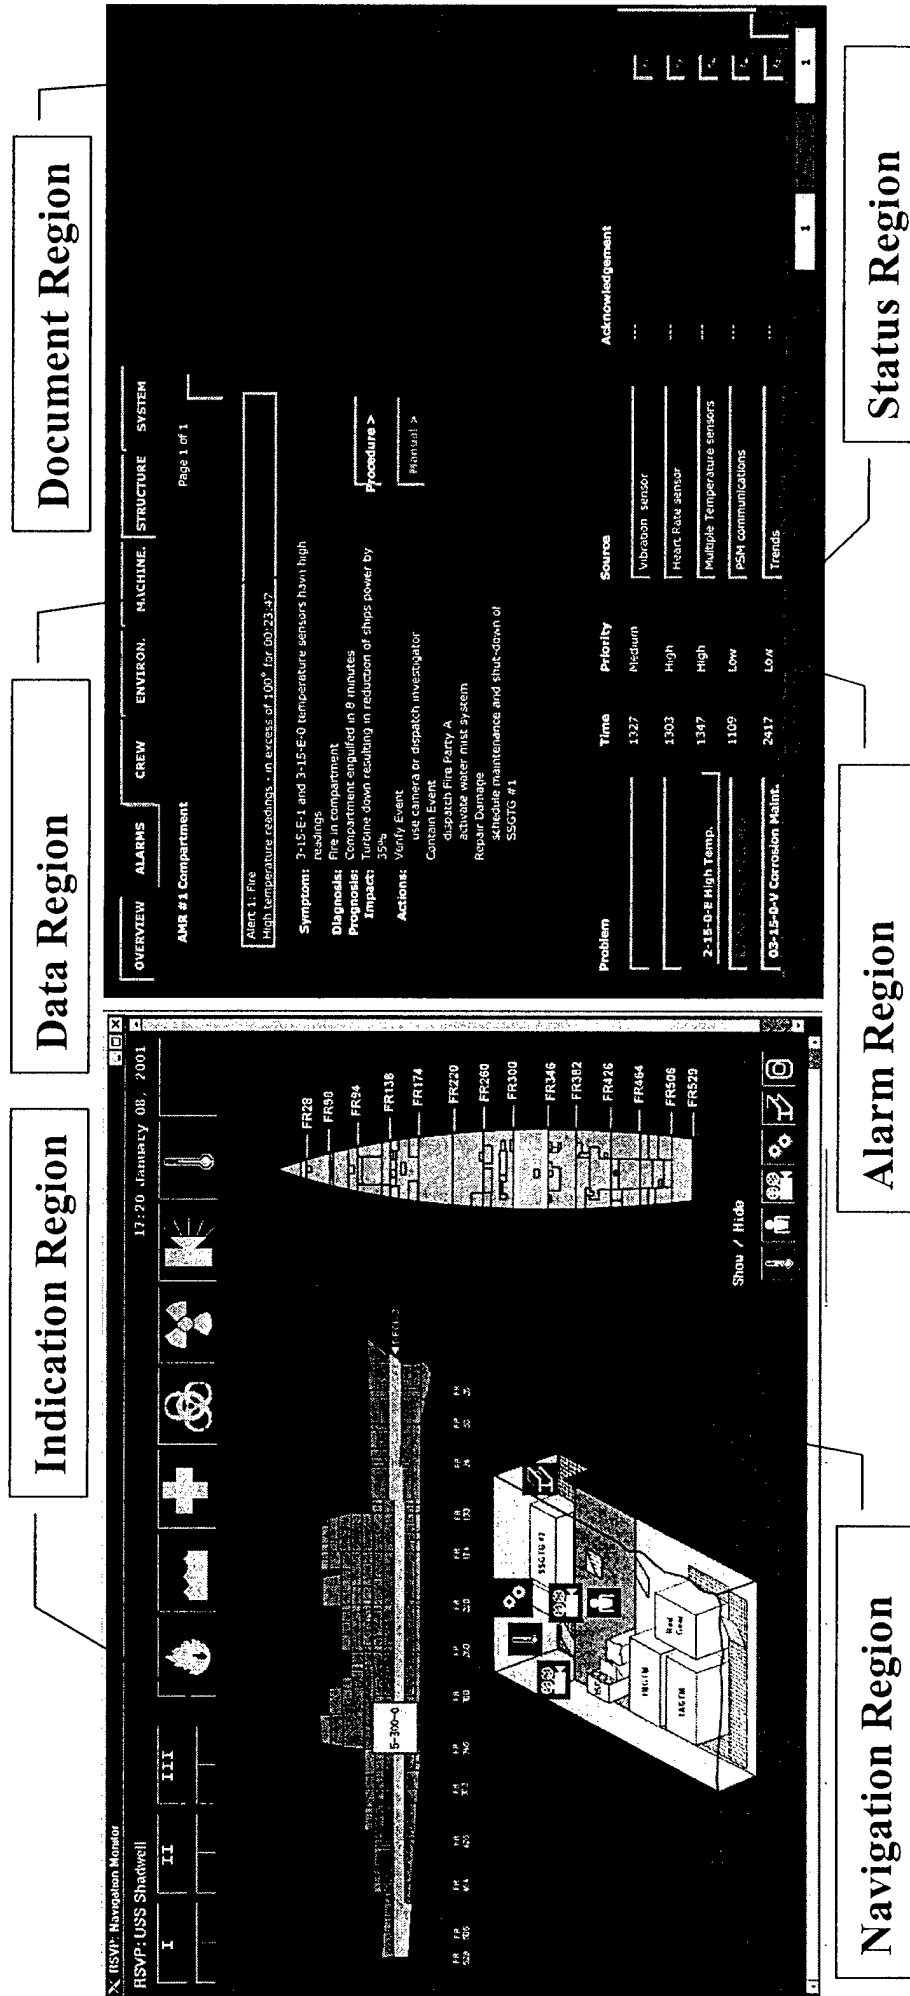 Indication Region
Data Region
Document Region
RSVP: Navigation Monitor
RSVP: USS Shadwell
17:20 January 08, 2001
I
II
III
5-300-0
FR28
FR58
FR94
FR138
FR174
FR220
FR260
FR300
FR346
FR382
FR426
FR464
FR506
FR529
SSGTG #2
Red Gear
Show / Hide
OVERVIEW
ALARMS
CREW
ENVIRON.
MACHINE.
STRUCTURE
SYSTEM
AMR #1 Compartment
Page 1 of 1
Alert 1: Fire
High temperature readings - in excess of 100° for 00:23:47
Symptom: 3-15-E-1 and 3-15-E-0 temperature sensors havn high
readings
Diagnosis: Fire in compartment
Prognosis: Compartment engulfed in 8 minutes
Impact: Turbine down resulting in reduction of ships power by
35%
Actions: Verify Event
use camera or dispatch investigator
Contain Event
dispatch Fire Party A
activate water mist system
Repair Damage
schedule maintenance and shut-down of
SSGTG #1
Procedure >
Manual >
Problem Time Priority Source Acknowledgement
1327 Medium Vibration sensor ---
1303 High Heart Rate sensor ---
2-15-0-E High Temp. 1347 High Multiple Temperature sensors ---
1109 Low PSM communications ---
03-15-0-V Corrosion Maint. 2417 Low Trends ---
1
1
Navigation Region
Alarm Region
Status Region